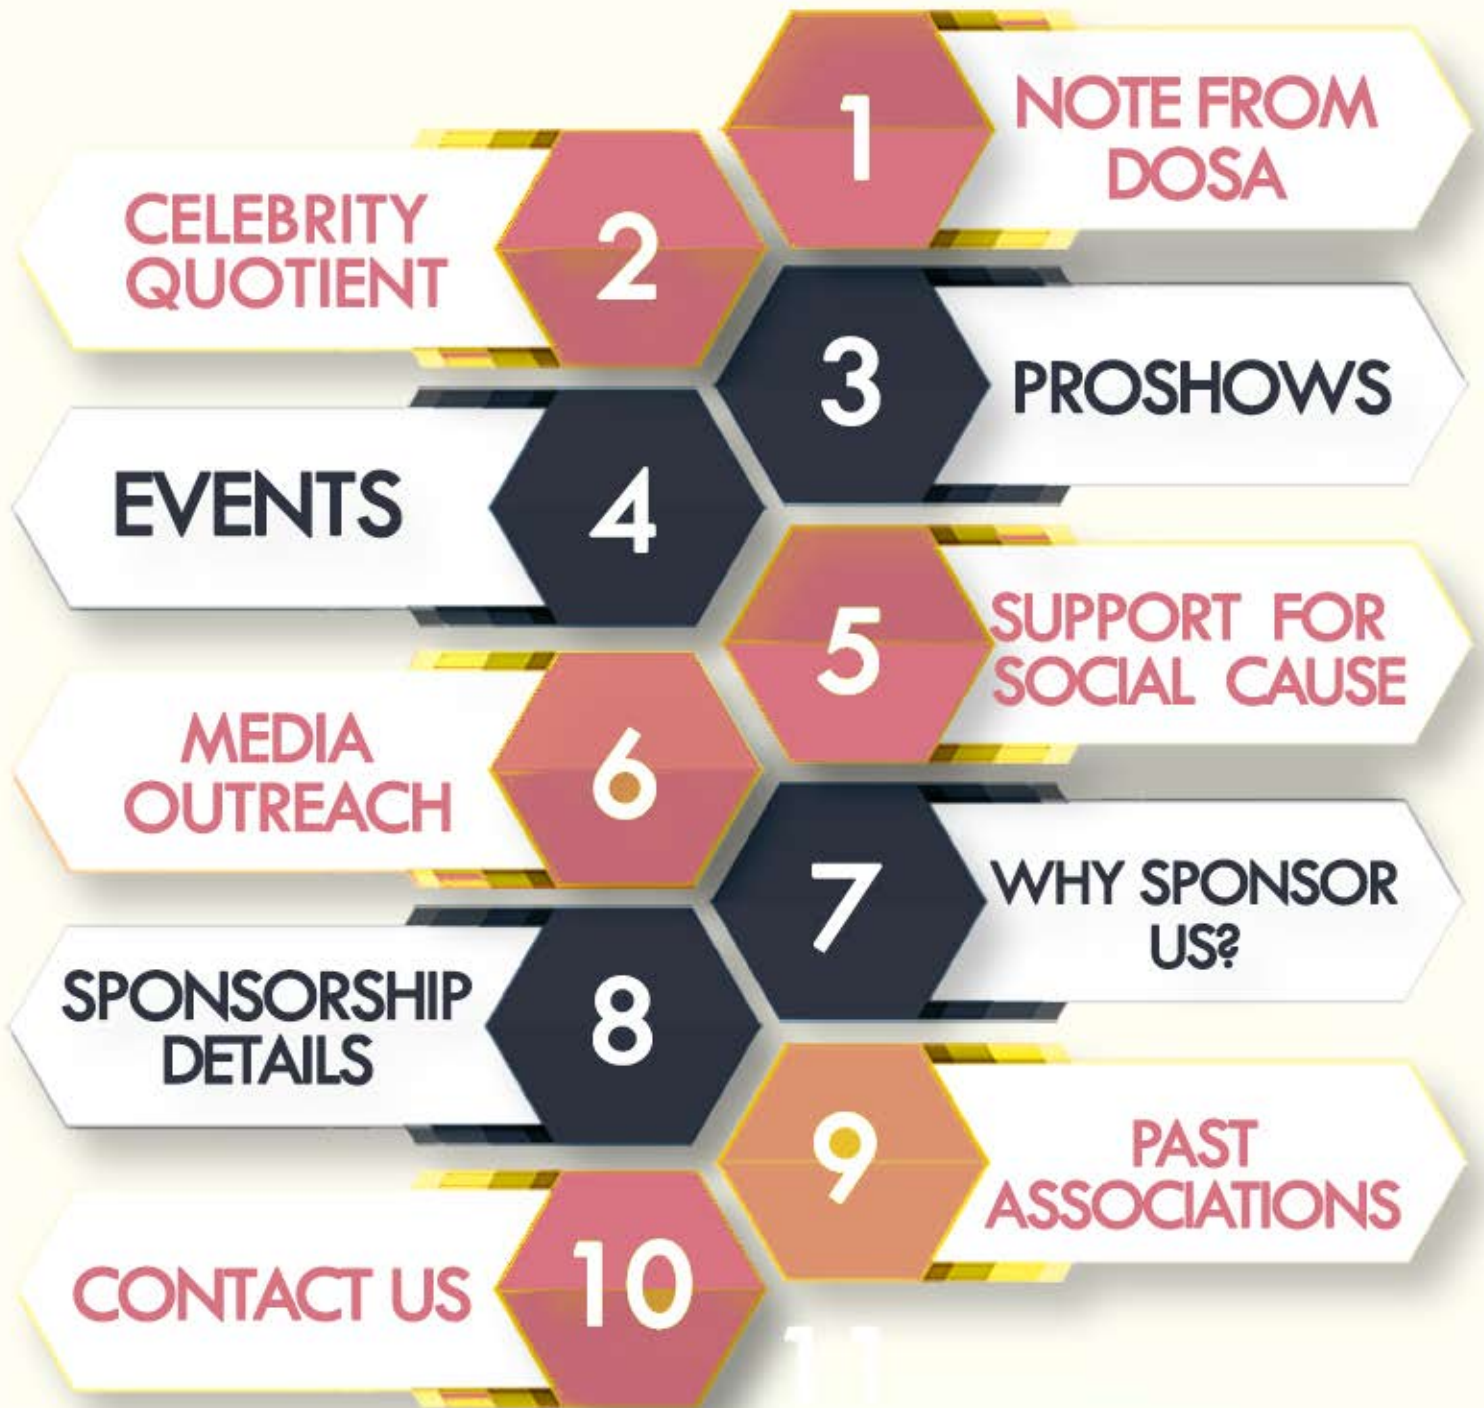 1
NOTE FROM
DOSA
2
CELEBRITY
QUOTIENT
3
PROSHOWS
4
EVENTS
5
SUPPORT FOR
SOCIAL CAUSE
6
MEDIA
OUTREACH
7
WHY SPONSOR
US?
8
SPONSORSHIP
DETAILS
9
PAST
ASSOCIATIONS
10
CONTACT US
11